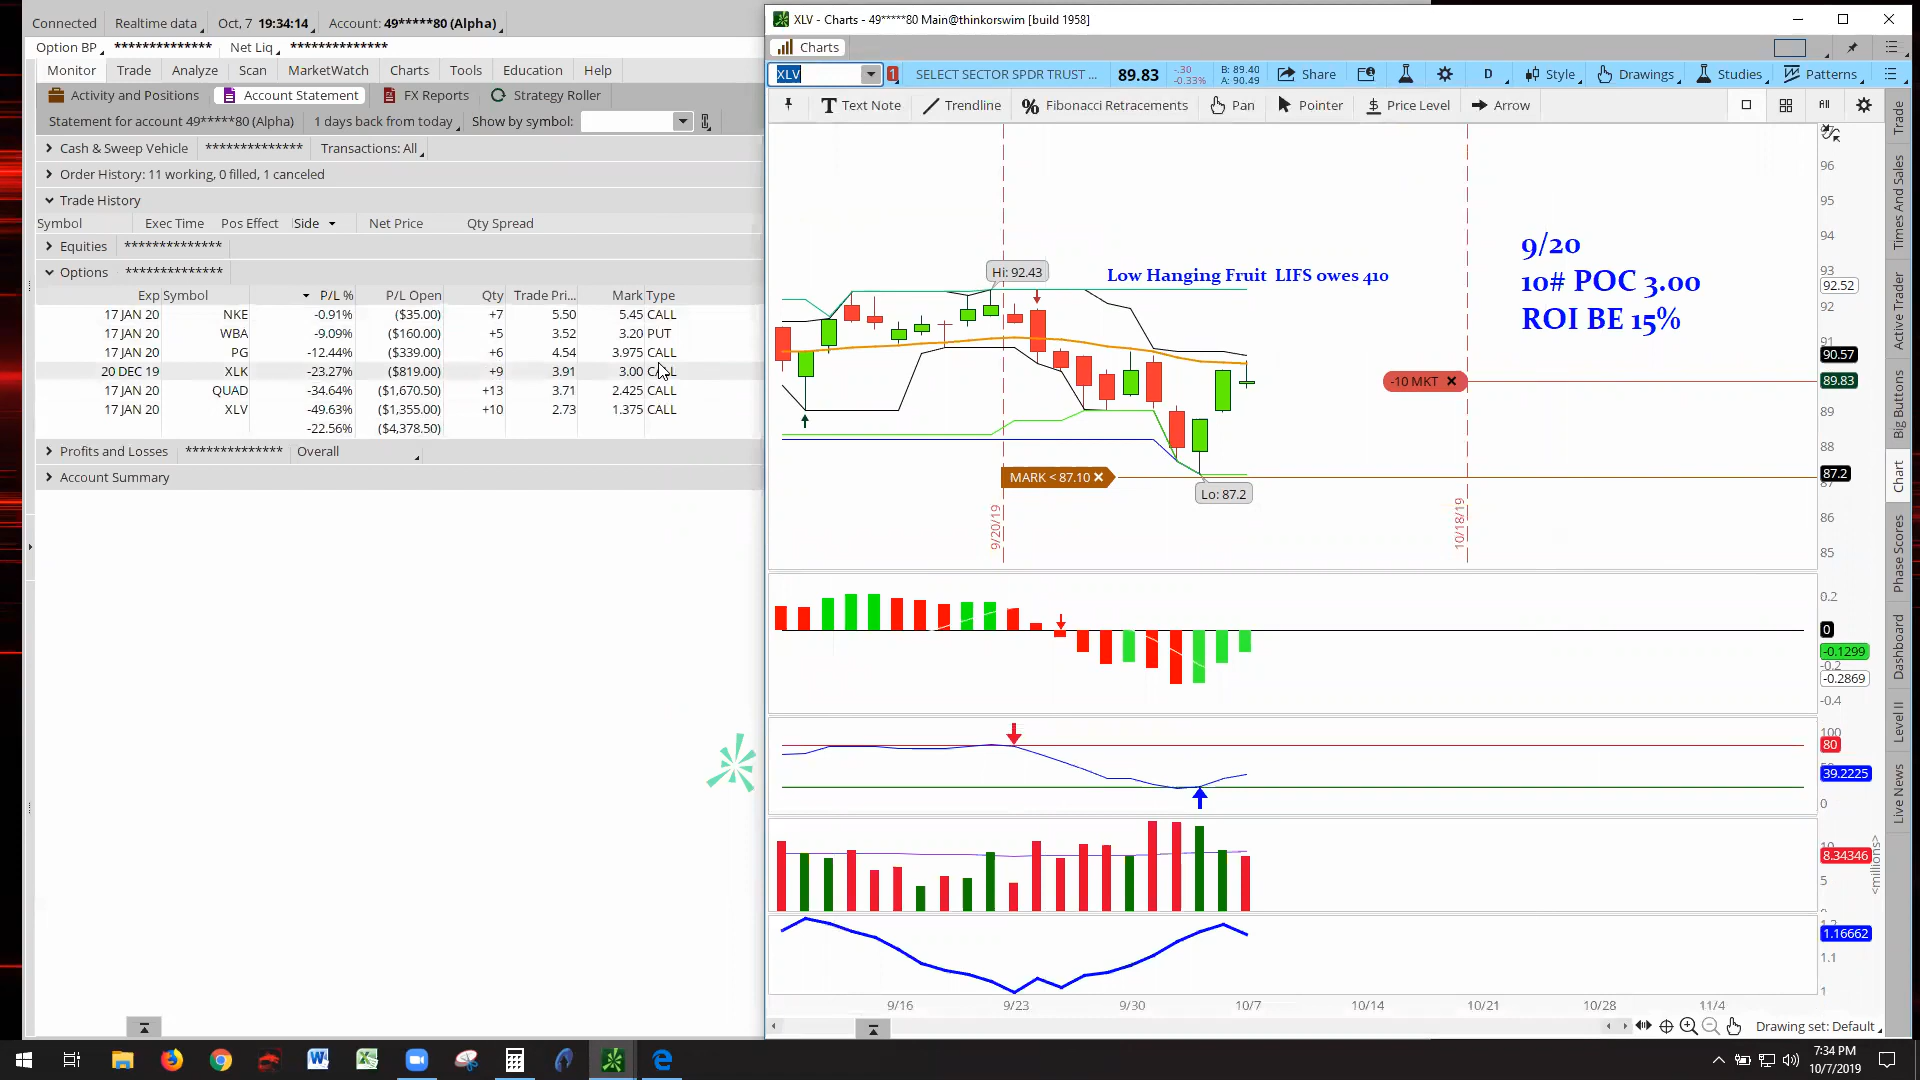 Connected Realtime data Oct, 7 19:34:14 Account: 49*****80 (Alpha)
Option BP ************** Net Liq **************
Monitor Trade Analyze Scan MarketWatch Charts Tools Education Help
Activity and Positions Account Statement FX Reports Strategy Roller
Statement for account 49*****80 (Alpha) 1 days back from today Show by symbol:
Cash & Sweep Vehicle ************** Transactions: All
Order History: 11 working, 0 filled, 1 canceled
Trade History
Symbol Exec Time Pos Effect Side Net Price Qty Spread
Equities **************
Options **************
Exp Symbol P/L % P/L Open Qty Trade Pri... Mark Type
17 JAN 20 NKE -0.91% ($35.00) +7 5.50 5.45 CALL
17 JAN 20 WBA -9.09% ($160.00) +5 3.52 3.20 PUT
17 JAN 20 PG -12.44% ($339.00) +6 4.54 3.975 CALL
20 DEC 19 XLK -23.27% ($819.00) +9 3.91 3.00 CALL
17 JAN 20 QUAD -34.64% ($1,670.50) +13 3.71 2.425 CALL
17 JAN 20 XLV -49.63% ($1,355.00) +10 2.73 1.375 CALL
-22.56% ($4,378.50)
Profits and Losses ************** Overall
Account Summary
XLV - Charts - 49*****80 Main@thinkorswim [build 1958]
Charts
XLV 1 SELECT SECTOR SPDR TRUST ... 89.83 -.30 -0.33% B: 89.40 A: 90.49 Share D Style Drawings Studies Patterns
Text Note Trendline Fibonacci Retracements Pan Pointer Price Level Arrow All
Hi: 92.43
Low Hanging Fruit LIFS owes 410
9/20
10# POC 3.00
ROI BE 15%
-10 MKT
MARK < 87.10
Lo: 87.2
9/20/19
10/18/19
96
95
94
93
92.52
92
91
90.57
89.83
89
88
87.2
86
85
0.2
0
-0.1299
-0.2
-0.2869
-0.4
100
80
39.2225
0
8.34346
5
<millions>
1.16662
1.1
1
9/16 9/23 9/30 10/7 10/14 10/21 10/28 11/4
Drawing set: Default
Trade
Times And Sales
Active Trader
Big Buttons
Chart
Phase Scores
Dashboard
Level II
Live News
7:34 PM
10/7/2019